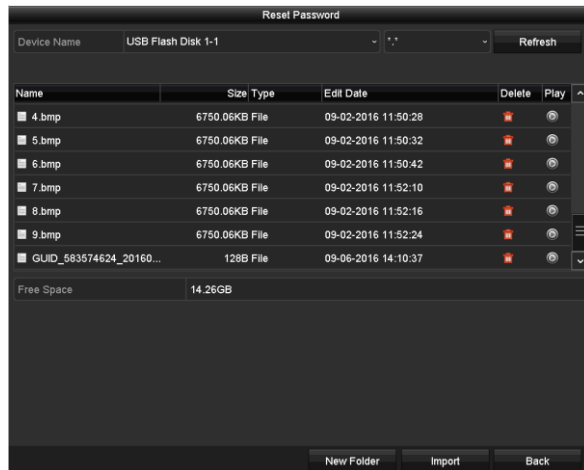 Reset Password
Device Name USB Flash Disk 1-1 *.* Refresh
Name Size Type Edit Date Delete Play
4.bmp 6750.06KB File 09-02-2016 11:50:28
5.bmp 6750.06KB File 09-02-2016 11:50:32
6.bmp 6750.06KB File 09-02-2016 11:50:42
7.bmp 6750.06KB File 09-02-2016 11:52:10
8.bmp 6750.06KB File 09-02-2016 11:52:16
9.bmp 6750.06KB File 09-02-2016 11:52:24
GUID_583574624_20160... 128B File 09-06-2016 14:10:37
Free Space 14.26GB
New Folder Import Back